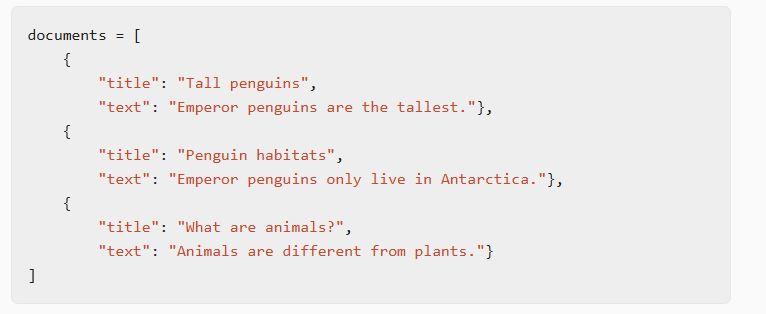 documents = [
    {
        "title": "Tall penguins",
        "text": "Emperor penguins are the tallest."},
    {
        "title": "Penguin habitats",
        "text": "Emperor penguins only live in Antarctica."},
    {
        "title": "What are animals?",
        "text": "Animals are different from plants."}
]